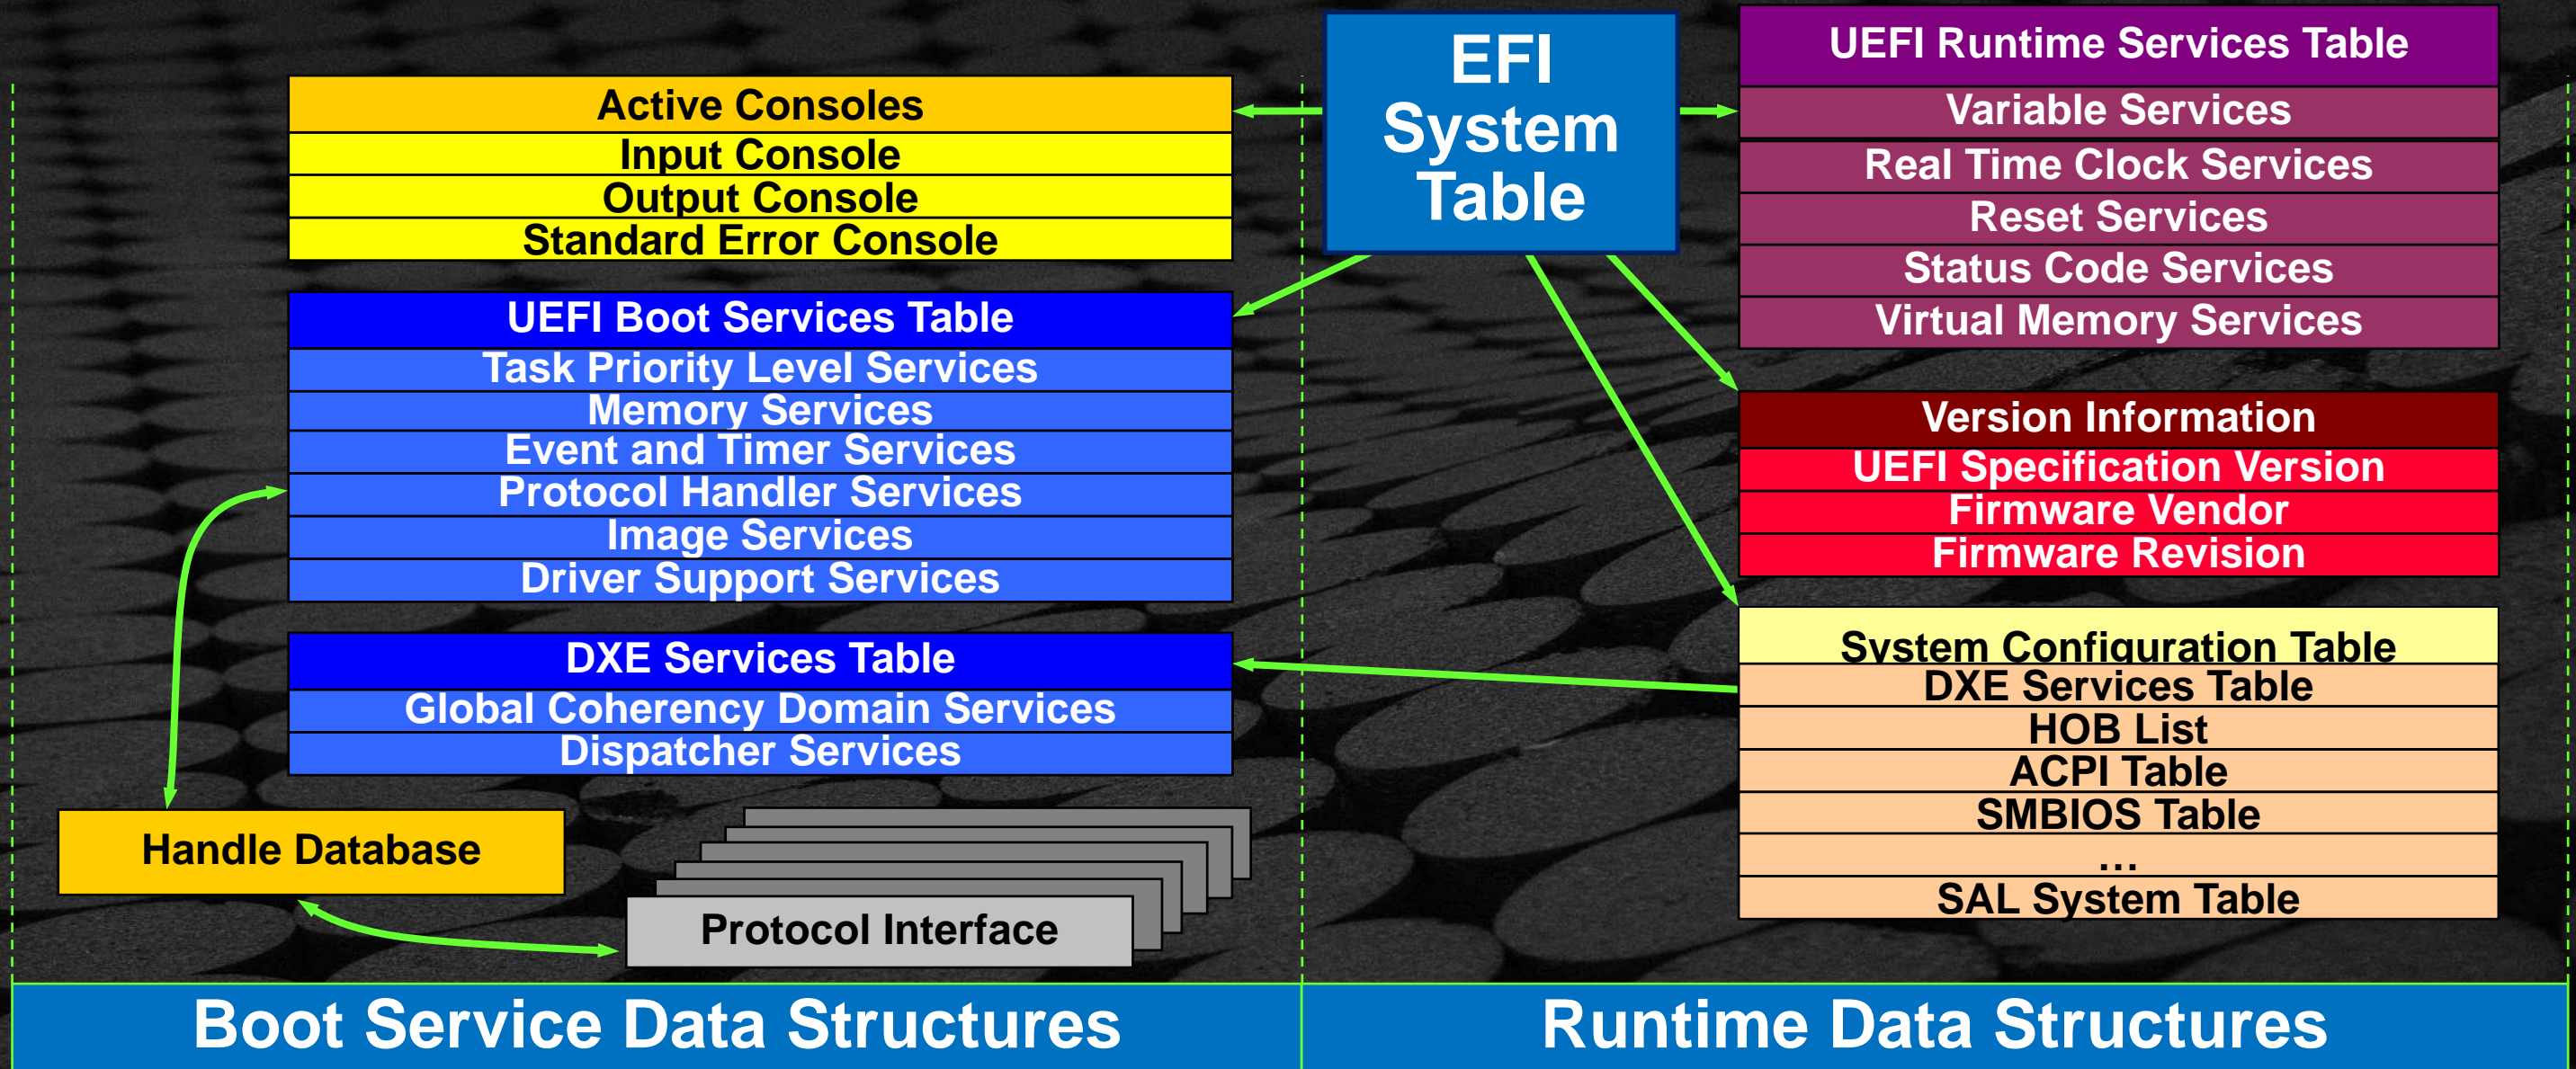 EFI
System
Table
Active Consoles
Input Console
Output Console
Standard Error Console
UEFI Boot Services Table
Task Priority Level Services
Memory Services
Event and Timer Services
Protocol Handler Services
Image Services
Driver Support Services
DXE Services Table
Global Coherency Domain Services
Dispatcher Services
Handle Database
Protocol Interface
UEFI Runtime Services Table
Variable Services
Real Time Clock Services
Reset Services
Status Code Services
Virtual Memory Services
Version Information
UEFI Specification Version
Firmware Vendor
Firmware Revision
System Configuration Table
DXE Services Table
HOB List
ACPI Table
SMBIOS Table
…
SAL System Table
Boot Service Data Structures
Runtime Data Structures